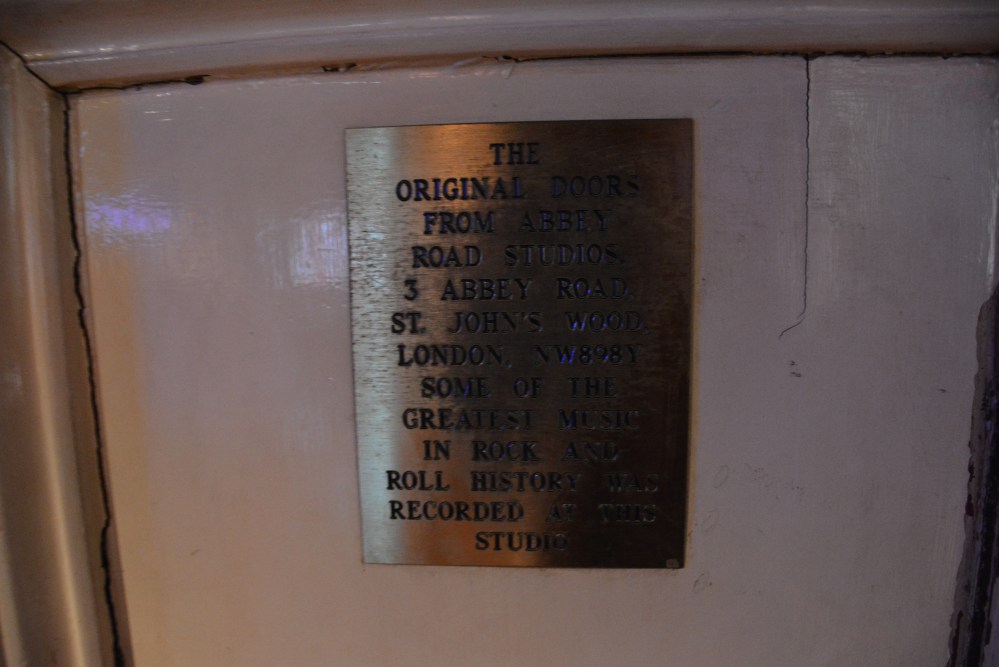 THE
ORIGINAL DOORS
FROM ABBEY
ROAD STUDIOS.
3 ABBEY ROAD,
ST. JOHN'S WOOD,
LONDON, NW898Y
SOME OF THE
GREATEST MUSIC
IN ROCK AND
ROLL HISTORY WAS
RECORDED AT THIS
STUDIO